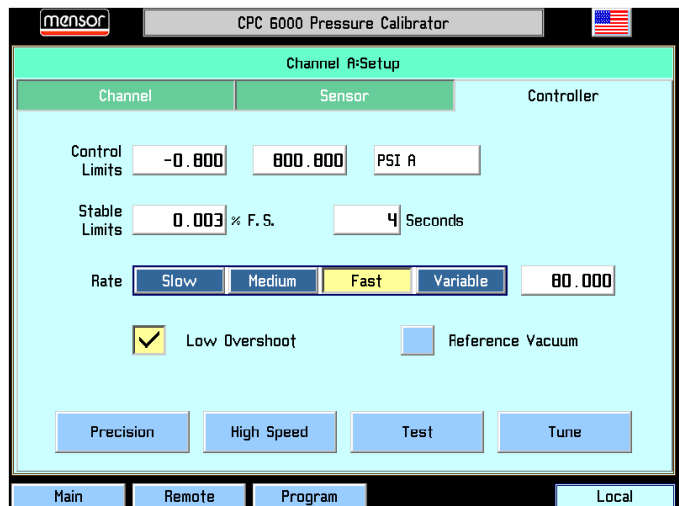 mensor CPC 6000 Pressure Calibrator
Channel A:Setup
Channel Sensor Controller
Control Limits -0.800 800.800 PSI A
Stable Limits 0.003 % F.S. 4 Seconds
Rate Slow Medium Fast Variable 80.000
Low Overshoot Reference Vacuum
Precision High Speed Test Tune
Main Remote Program Local